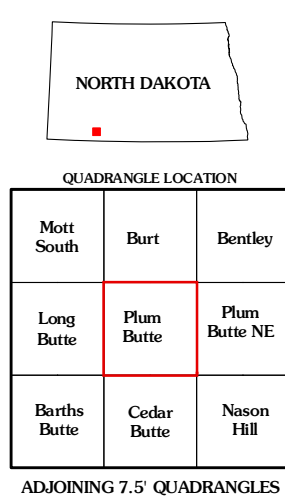 NORTH DAKOTA
QUADRANGLE LOCATION
Mott
South
Burt
Bentley
Long
Butte
Plum
Butte
Plum
Butte NE
Barths
Butte
Cedar
Butte
Nason
Hill
ADJOINING 7.5' QUADRANGLES